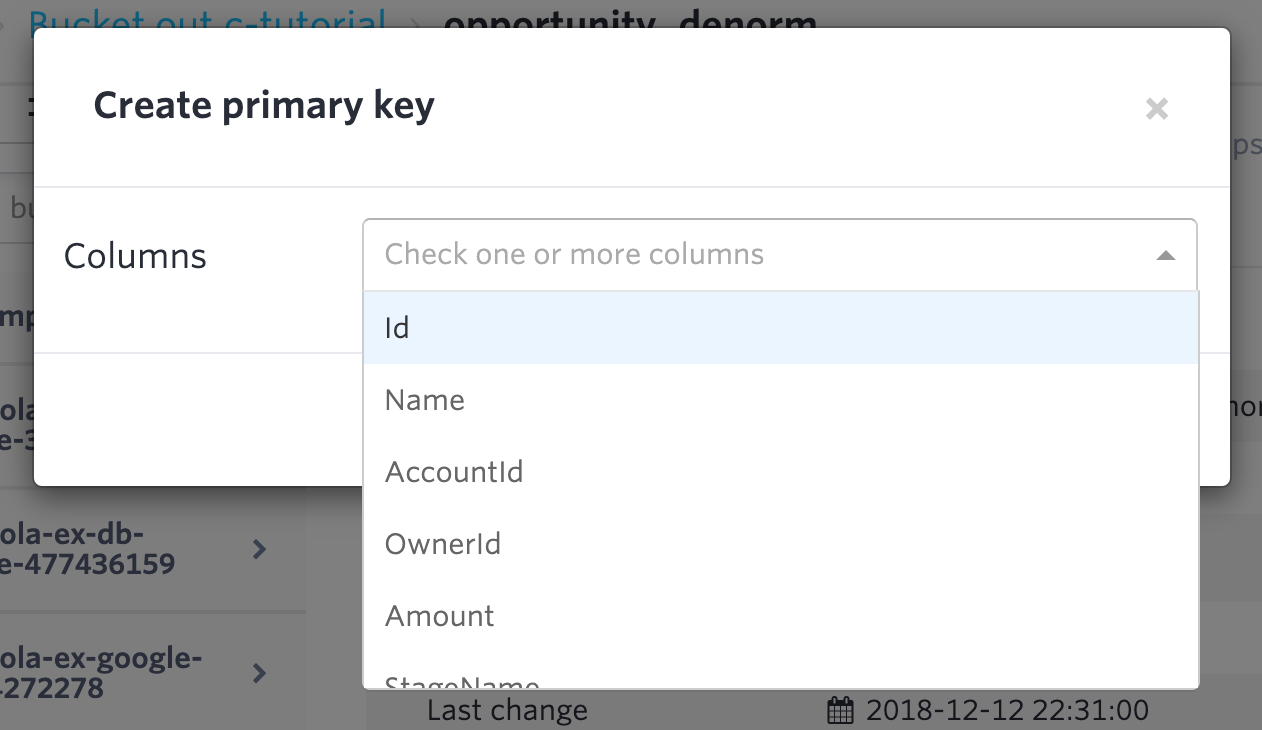 Bucket out.c-tutorial > opportunity_denorm
Create primary key
×
Columns
Check one or more columns
Id
Name
AccountId
OwnerId
Amount
StageName
ola-ex-db-
e-477436159
ola-ex-google-
272278
Last change
2018-12-12 22:31:00